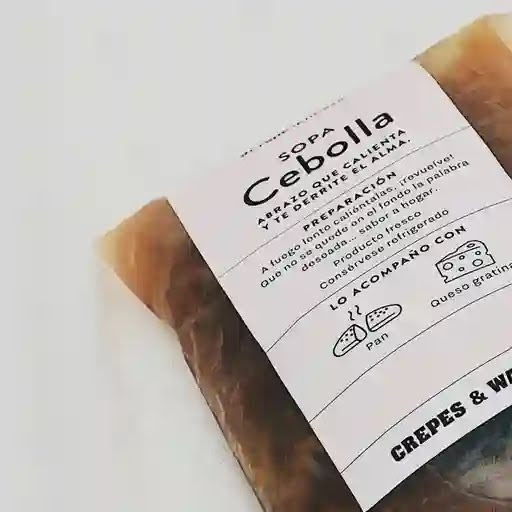 SOPA
Cebolla
ABRAZO QUE CALIENTA
Y TE DERRITE EL ALMA.
PREPARACIÓN
A fuego lento caliéntalas, ¡revuelve!
Que no se quede en el fondo la palabra
deseada... sabor a hogar.
Producto fresco
Consérvese refrigerado
LO ACOMPAÑO CON
Pan
Queso gratina
CREPES & WA